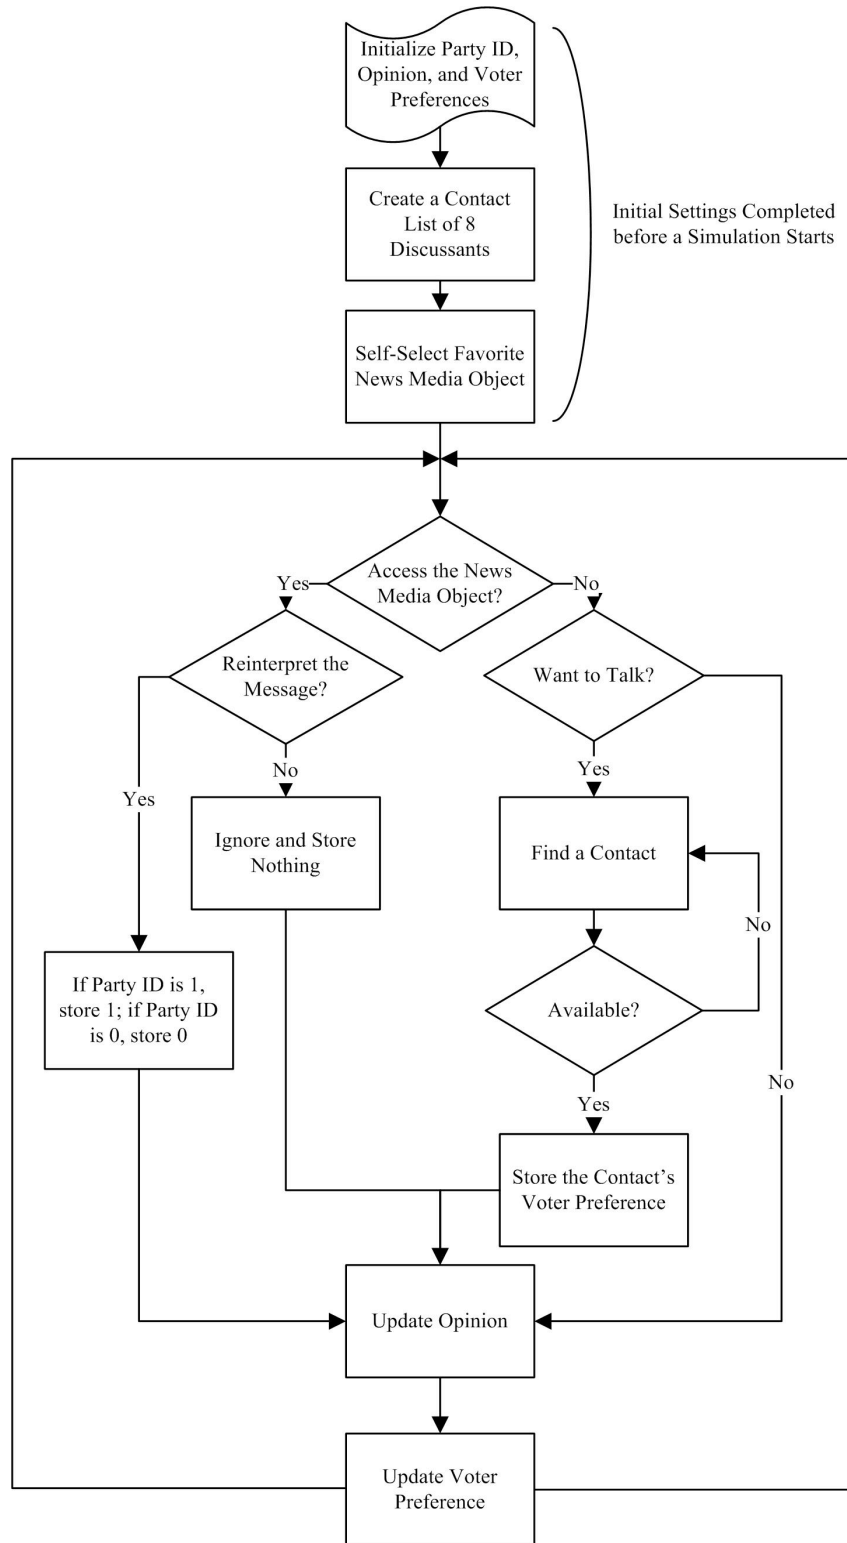 Initialize Party ID,
Opinion, and Voter
Preferences
Create a Contact
List of 8
Discussants
Initial Settings Completed
before a Simulation Starts
Self-Select Favorite
News Media Object
Access the News
Media Object?
Yes
No
Reinterpret the
Message?
Want to Talk?
No
Yes
Yes
Ignore and Store
Nothing
Find a Contact
No
If Party ID is 1,
store 1; if Party ID
is 0, store 0
Available?
No
Yes
Store the Contact’s
Voter Preference
Update Opinion
Update Voter
Preference